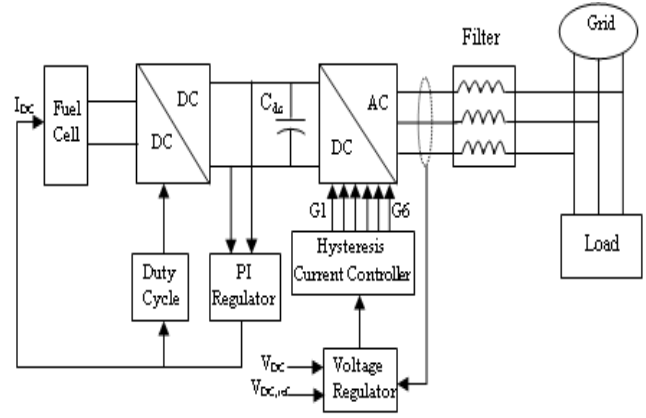 Grid
Filter
I_DC
Fuel
Cell
DC
DC
C_dc
AC
DC
G1
G6
Load
Duty
Cycle
PI
Regulator
Hysteresis
Current Controller
V_DC
V_DC,ref
Voltage
Regulator